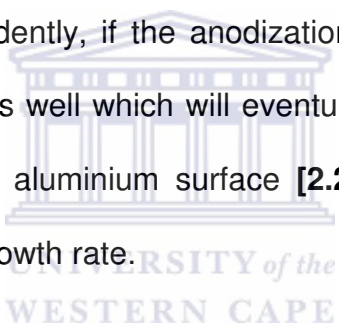 dently, if the anodization
s well which will eventu
aluminium surface [2.2
owth rate.
UNIVERSITY of the
WESTERN CAPE